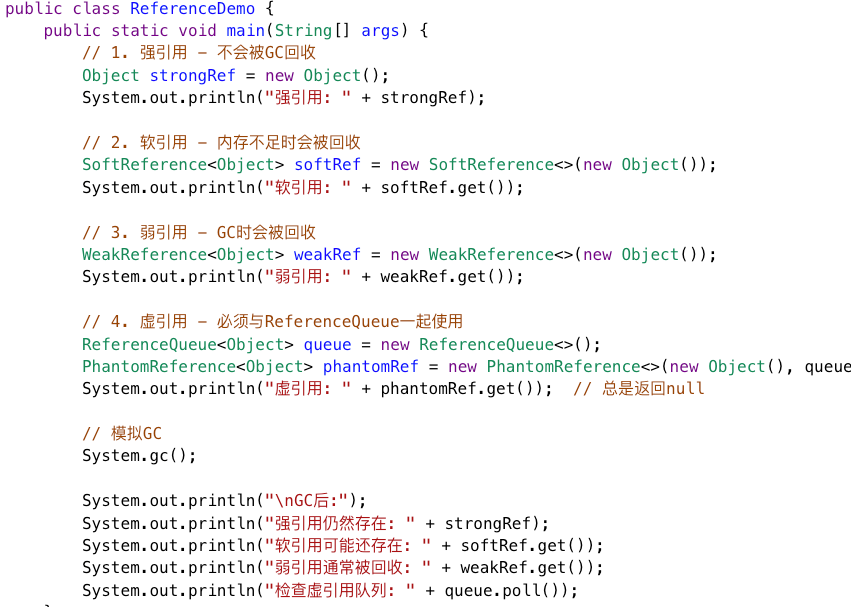 public class ReferenceDemo {
    public static void main(String[] args) {
        // 1. 强引用 - 不会被GC回收
        Object strongRef = new Object();
        System.out.println("强引用: " + strongRef);

        // 2. 软引用 - 内存不足时会被回收
        SoftReference<Object> softRef = new SoftReference<>(new Object());
        System.out.println("软引用: " + softRef.get());

        // 3. 弱引用 - GC时会被回收
        WeakReference<Object> weakRef = new WeakReference<>(new Object());
        System.out.println("弱引用: " + weakRef.get());

        // 4. 虚引用 - 必须与ReferenceQueue一起使用
        ReferenceQueue<Object> queue = new ReferenceQueue<>();
        PhantomReference<Object> phantomRef = new PhantomReference<>(new Object(), queue
        System.out.println("虚引用: " + phantomRef.get());  // 总是返回null

        // 模拟GC
        System.gc();

        System.out.println("\nGC后:");
        System.out.println("强引用仍然存在: " + strongRef);
        System.out.println("软引用可能还存在: " + softRef.get());
        System.out.println("弱引用通常被回收: " + weakRef.get());
        System.out.println("检查虚引用队列: " + queue.poll());